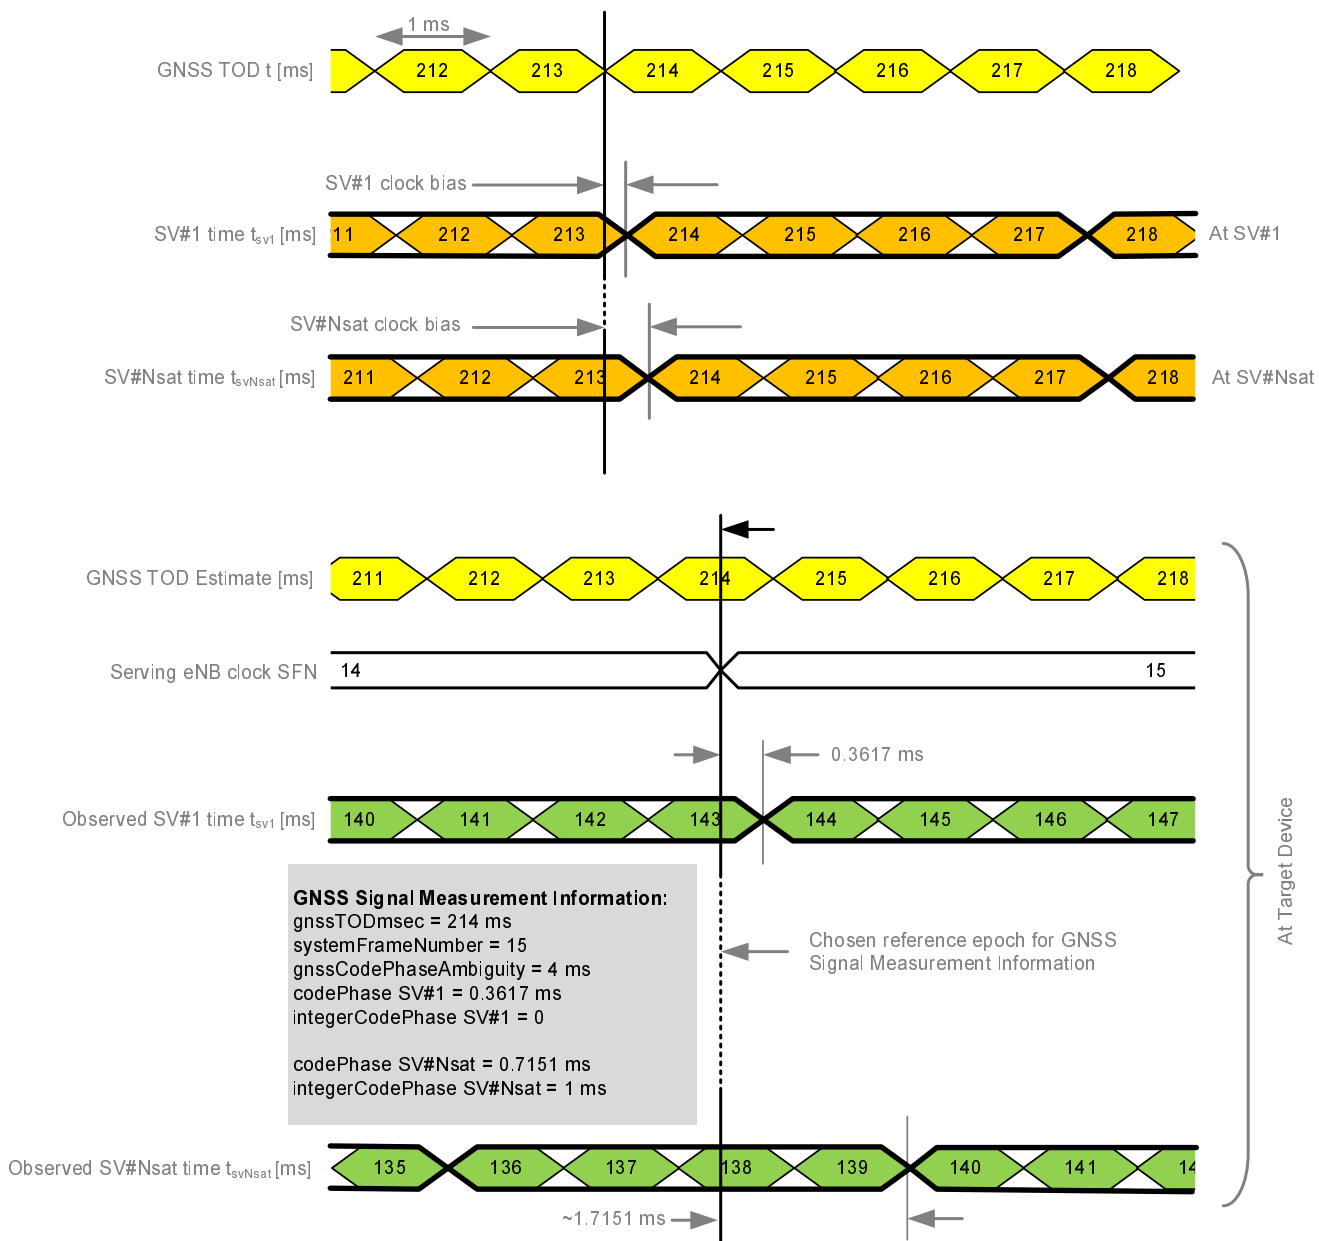 1 ms
GNSS TOD t [ms] 212 213 214 215 216 217 218
SV#1 clock bias
SV#1 time tsv1 [ms] 11 212 213 214 215 216 217 218 At SV#1
SV#Nsat clock bias
SV#Nsat time tsvNsat [ms] 211 212 213 214 215 216 217 218 At SV#Nsat
GNSS TOD Estimate [ms] 211 212 213 214 215 216 217 218
Serving eNB clock SFN 14 15
0.3617 ms
Observed SV#1 time tsv1 [ms] 140 141 142 143 144 145 146 147
At Target Device
GNSS Signal Measurement Information:
gnssTODmsec = 214 ms
systemFrameNumber = 15
gnssCodePhaseAmbiguity = 4 ms
codePhase SV#1 = 0.3617 ms
integerCodePhase SV#1 = 0
codePhase SV#Nsat = 0.7151 ms
integerCodePhase SV#Nsat = 1 ms
Chosen reference epoch for GNSS
Signal Measurement Information
Observed SV#Nsat time tsvNsat [ms] 135 136 137 138 139 140 141 14
~1.7151 ms